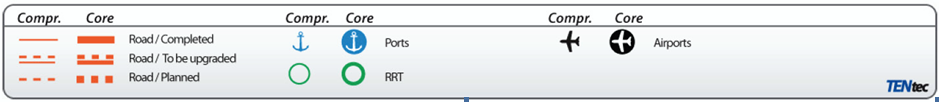 Compr. Core Compr. Core Compr. Core
Road / Completed Ports Airports
Road / To be upgraded
Road / Planned RRT
TENtec